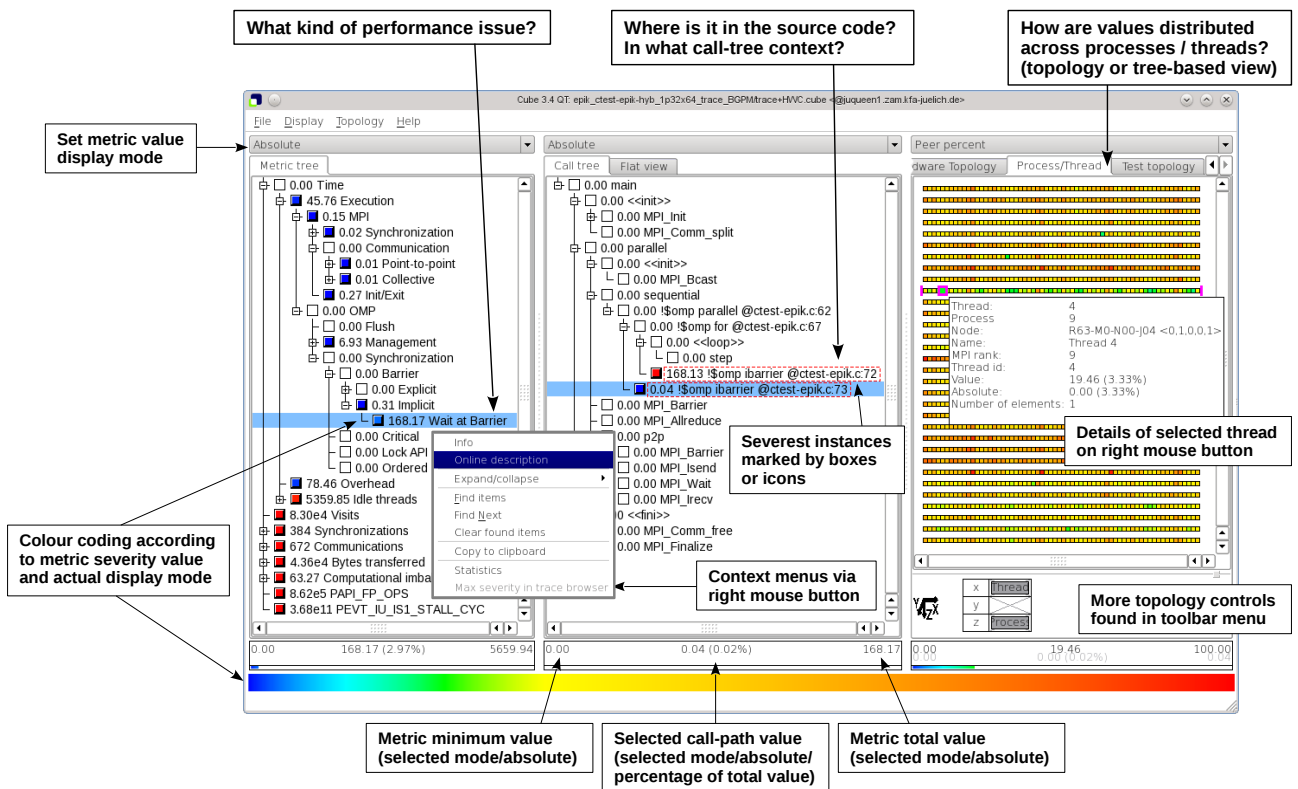 What kind of performance issue?
Where is it in the source code?
In what call-tree context?
How are values distributed
across processes / threads?
(topology or tree-based view)
Set metric value
display mode
Cube 3.4 QT: epik_ctest-epik-hyb_1p32x64_trace_BGPM/trace+HWC.cube <@juqueen1.zam.kfa-juelich.de>
File Display Topology Help
Absolute
Metric tree
0.00 Time
45.76 Execution
0.15 MPI
0.02 Synchronization
0.00 Communication
0.01 Point-to-point
0.01 Collective
0.27 Init/Exit
0.00 OMP
0.00 Flush
6.93 Management
0.00 Synchronization
0.00 Barrier
0.00 Explicit
0.31 Implicit
168.17 Wait at Barrier
0.00 Critical
0.00 Lock API
0.00 Ordered
78.46 Overhead
5359.85 Idle threads
8.30e4 Visits
384 Synchronizations
672 Communications
4.36e4 Bytes transferred
63.27 Computational imba
8.62e5 PAPI_FP_OPS
3.68e11 PEVT_IU_IS1_STALL_CYC
0.00 168.17 (2.97%) 5659.94
Info
Online description
Expand/collapse
Find items
Find Next
Clear found items
Copy to clipboard
Statistics
Max severity in trace browser
Absolute
Call tree Flat view
0.00 main
0.00 <<init>>
0.00 MPI_Init
0.00 MPI_Comm_split
0.00 parallel
0.00 <<init>>
0.00 MPI_Bcast
0.00 sequential
0.00 !$omp parallel @ctest-epik.c:62
0.00 !$omp for @ctest-epik.c:67
0.00 <<loop>>
0.00 step
168.13 !$omp ibarrier @ctest-epik.c:72
0.04 !$omp ibarrier @ctest-epik.c:73
0.00 MPI_Barrier
0.00 MPI_Allreduce
0.00 p2p
0.00 MPI_Barrier
0.00 MPI_Isend
0.00 MPI_Wait
0.00 MPI_Irecv
0 <<fini>>
0.00 MPI_Comm_free
0.00 MPI_Finalize
0.00 0.04 (0.02%) 168.17
Severest instances
marked by boxes
or icons
Context menus via
right mouse button
Peer percent
dware Topology Process/Thread Test topology
Thread: 4
Process 9
Node: R63-M0-N00-J04 <0,1,0,0,1>
Name: Thread 4
MPI rank: 9
Thread id: 4
Value: 19.46 (3.33%)
Absolute: 0.00 (3.33%)
Number of elements: 1
Details of selected thread
on right mouse button
x Thread
y
z Process
Y X
Z
More topology controls
found in toolbar menu
0.00 19.46 100.00
0.00 0.00 (0.02%) 0.04
Colour coding according
to metric severity value
and actual display mode
Metric minimum value
(selected mode/absolute)
Selected call-path value
(selected mode/absolute/
percentage of total value)
Metric total value
(selected mode/absolute)